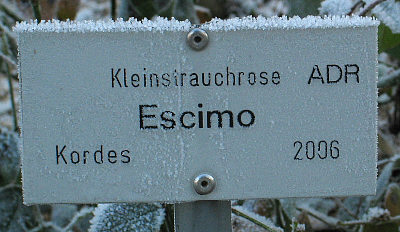 Kleinstrauchrose ADR
Escimo
Kordes 2006